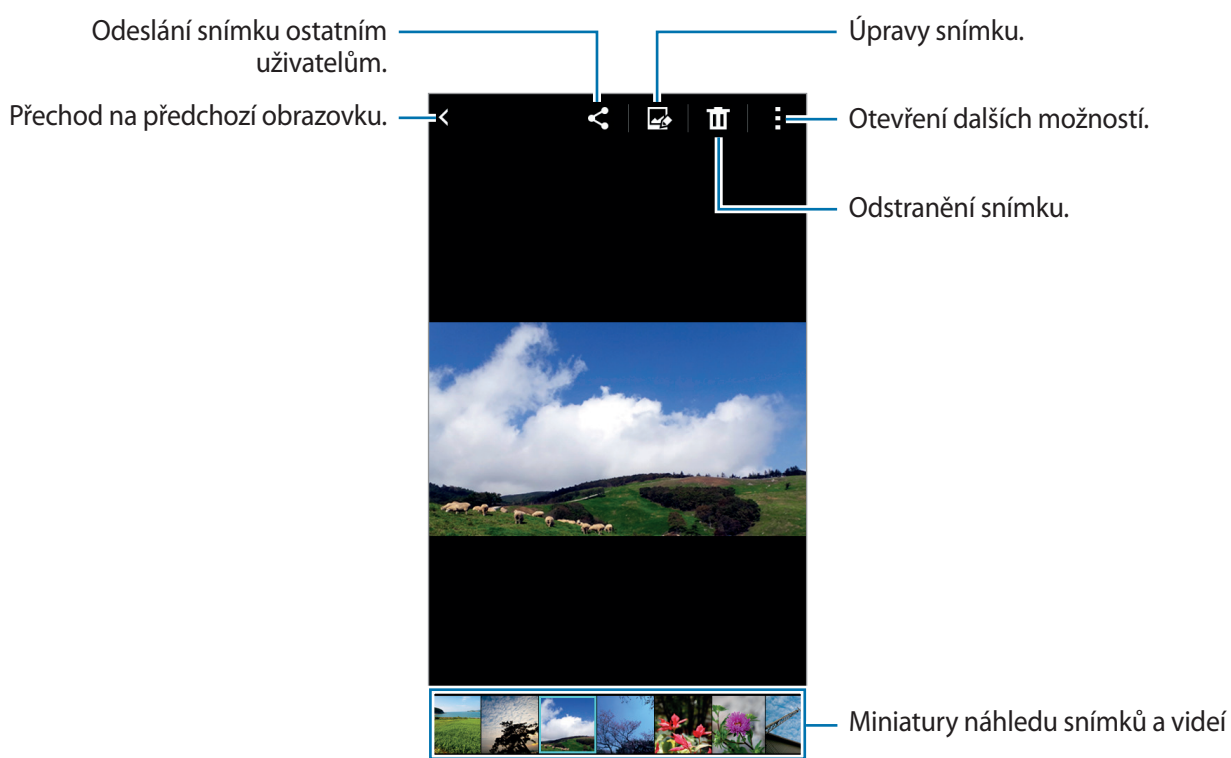 Odeslání snímku ostatním
uživatelům.
Úpravy snímku.
Přechod na předchozí obrazovku.
Otevření dalších možností.
Odstranění snímku.
Miniatury náhledu snímků a videí